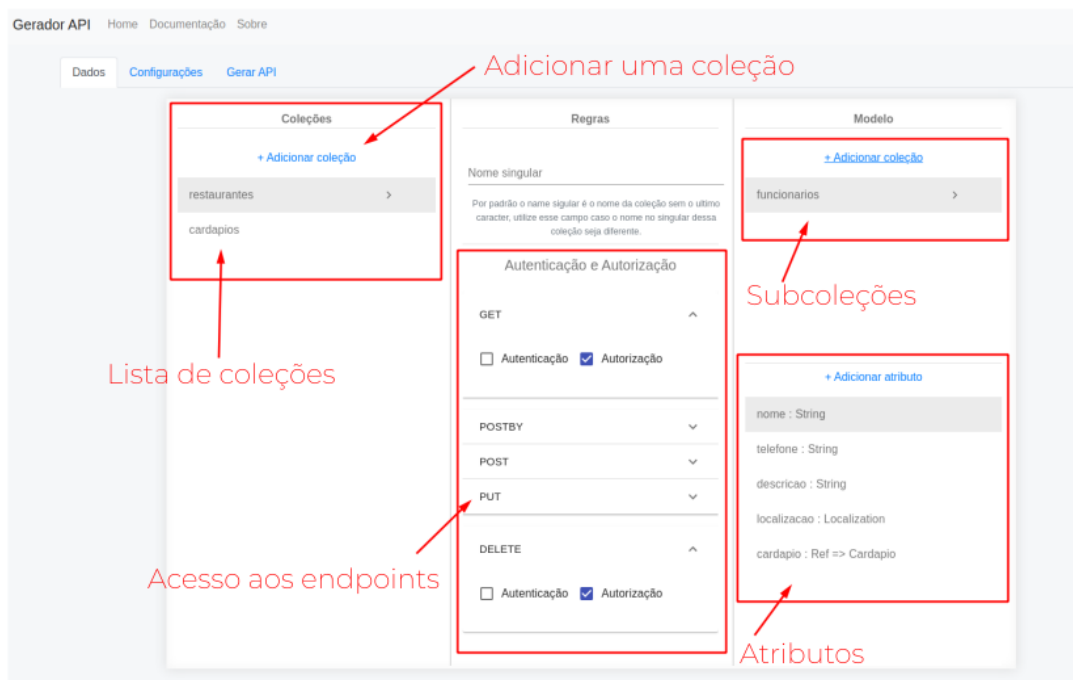 Gerador API Home Documentação Sobre
Dados Configurações Gerar API
Adicionar uma coleção
Coleções
+ Adicionar coleção
restaurantes
cardapios
Lista de coleções
Regras
Nome singular
Por padrão o name sigular é o nome da coleção sem o ultimo
caracter, utilize esse campo caso o nome no singular dessa
coleção seja diferente.
Autenticação e Autorização
GET
Autenticação Autorização
POSTBY
POST
PUT
DELETE
Autenticação Autorização
Acesso aos endpoints
Modelo
+ Adicionar coleção
funcionarios
Subcoleções
+ Adicionar atributo
nome : String
telefone : String
descricao : String
localizacao : Localization
cardapio : Ref => Cardapio
Atributos